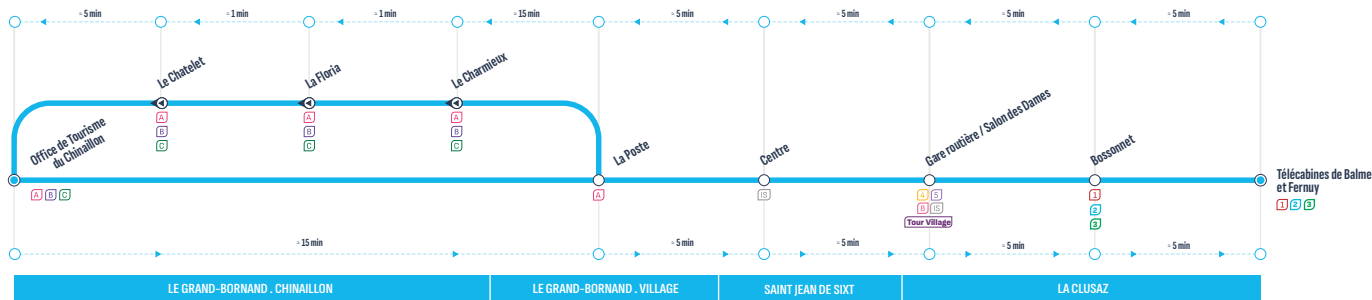 ≈ 5 min
≈ 1 min
≈ 1 min
≈ 15 min
≈ 5 min
≈ 5 min
≈ 5 min
≈ 5 min
Le Chatelet
A
B
C
La Floria
A
B
C
Le Charmieux
A
B
C
Office de Tourisme
du Chinaillon
A B C
La Poste
A
Centre
IS
Gare routière / Salon des Dames
4 5
8 IS
Tour Village
Bossonnet
1
2
3
Télécabines de Balme
et Fernuy
1 2 3
≈ 15 min
≈ 5 min
≈ 5 min
≈ 5 min
≈ 5 min
LE GRAND-BORNAND . CHINAILLON
LE GRAND-BORNAND . VILLAGE
SAINT JEAN DE SIXT
LA CLUSAZ